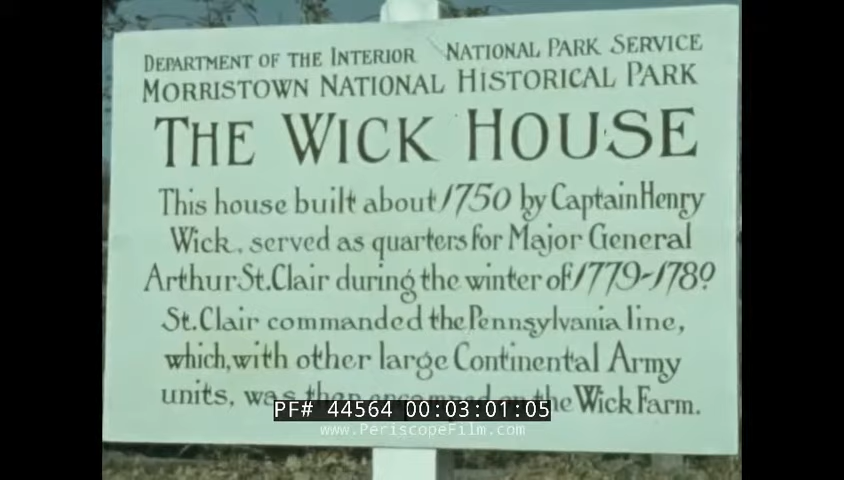 DEPARTMENT OF THE INTERIOR NATIONAL PARK SERVICE
MORRISTOWN NATIONAL HISTORICAL PARK
THE WICK HOUSE
This house built about 1750 by Captain Henry
Wick, served as quarters for Major General
Arthur St. Clair during the winter of 1779-1780
St. Clair commanded the Pennsylvania line,
which, with other large Continental Army
units, was then encamped on the Wick Farm.
PF# 44564 00:03:01:05
www.PeriscopeFilm.com